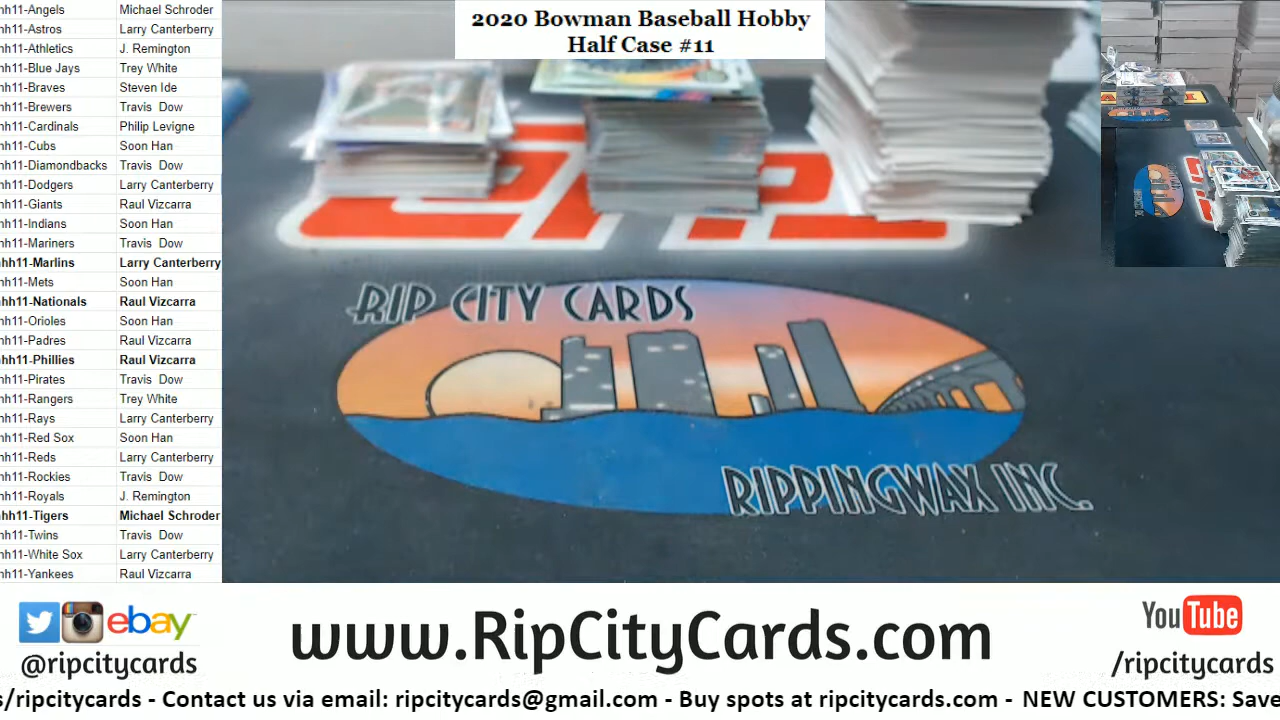 2020 Bowman Baseball Hobby
Half Case #11
hh11-Angels Michael Schroder
hh11-Astros Larry Canterberry
hh11-Athletics J. Remington
hh11-Blue Jays Trey White
hh11-Braves Steven Ide
hh11-Brewers Travis Dow
hh11-Cardinals Philip Levigne
hh11-Cubs Soon Han
hh11-Diamondbacks Travis Dow
hh11-Dodgers Larry Canterberry
hh11-Giants Raul Vizcarra
hh11-Indians Soon Han
hh11-Mariners Travis Dow
hh11-Marlins Larry Canterberry
hh11-Mets Soon Han
hh11-Nationals Raul Vizcarra
hh11-Orioles Soon Han
hh11-Padres Raul Vizcarra
hh11-Phillies Raul Vizcarra
hh11-Pirates Travis Dow
hh11-Rangers Trey White
hh11-Rays Larry Canterberry
hh11-Red Sox Soon Han
hh11-Reds Larry Canterberry
hh11-Rockies Travis Dow
hh11-Royals J. Remington
hh11-Tigers Michael Schroder
hh11-Twins Travis Dow
hh11-White Sox Larry Canterberry
hh11-Yankees Raul Vizcarra
RIP CITY CARDS
RIPPINGWAX INC.
ebay
@ripcitycards
www.RipCityCards.com
YouTube
/ripcitycards
s/ripcitycards - Contact us via email: ripcitycards@gmail.com - Buy spots at ripcitycards.com - NEW CUSTOMERS: Save